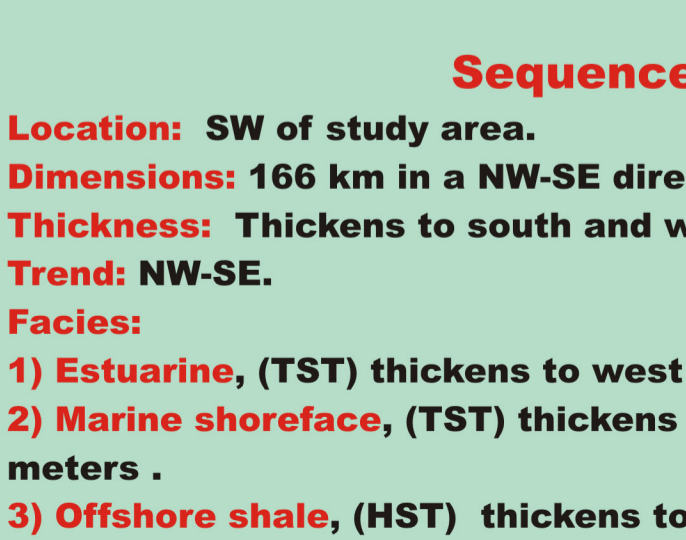 Sequence
Location: SW of study area.
Dimensions: 166 km in a NW-SE dire
Thickness: Thickens to south and w
Trend: NW-SE.
Facies:
1) Estuarine, (TST) thickens to west
2) Marine shoreface, (TST) thickens
meters .
3) Offshore shale, (HST) thickens to